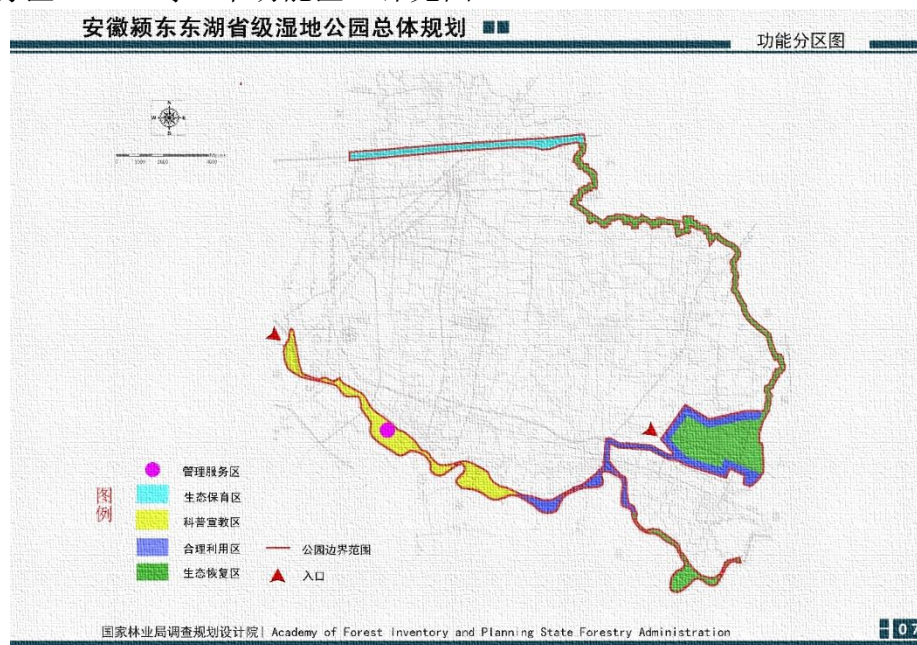 安徽颍东东湖省级湿地公园总体规划
功能分区图
图例
管理服务区
生态保育区
科普宣教区
合理利用区
公园边界范围
生态恢复区
入口
国家林业局调查规划设计院| Academy of Forest Inventory and Planning State Forestry Administration
07